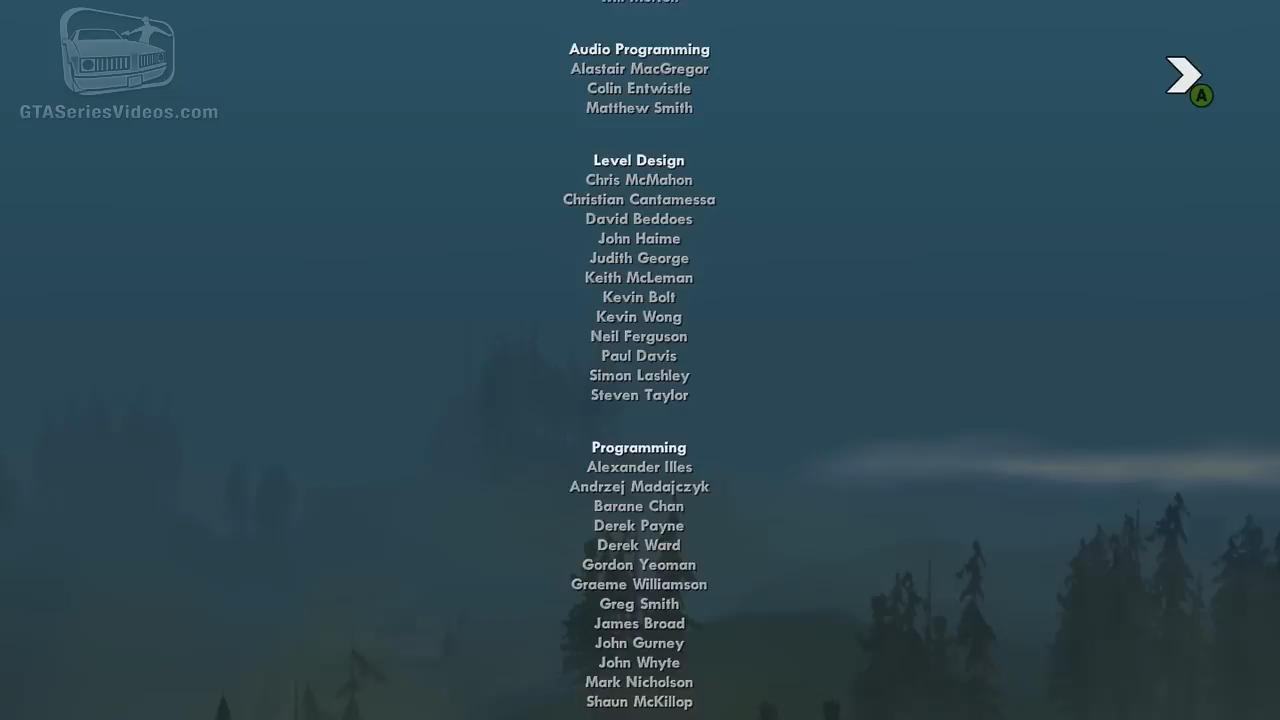 Audio Programming
Alastair MacGregor
Colin Entwistle
Matthew Smith
Level Design
Chris McMahon
Christian Cantamessa
David Beddoes
John Haime
Judith George
Keith McLeman
Kevin Bolt
Kevin Wong
Neil Ferguson
Paul Davis
Simon Lashley
Steven Taylor
Programming
Alexander Illes
Andrzej Madajczyk
Barane Chan
Derek Payne
Derek Ward
Gordon Yeoman
Graeme Williamson
Greg Smith
James Broad
John Gurney
John Whyte
Mark Nicholson
Shaun McKillop
GTASeriesVideos.com
A